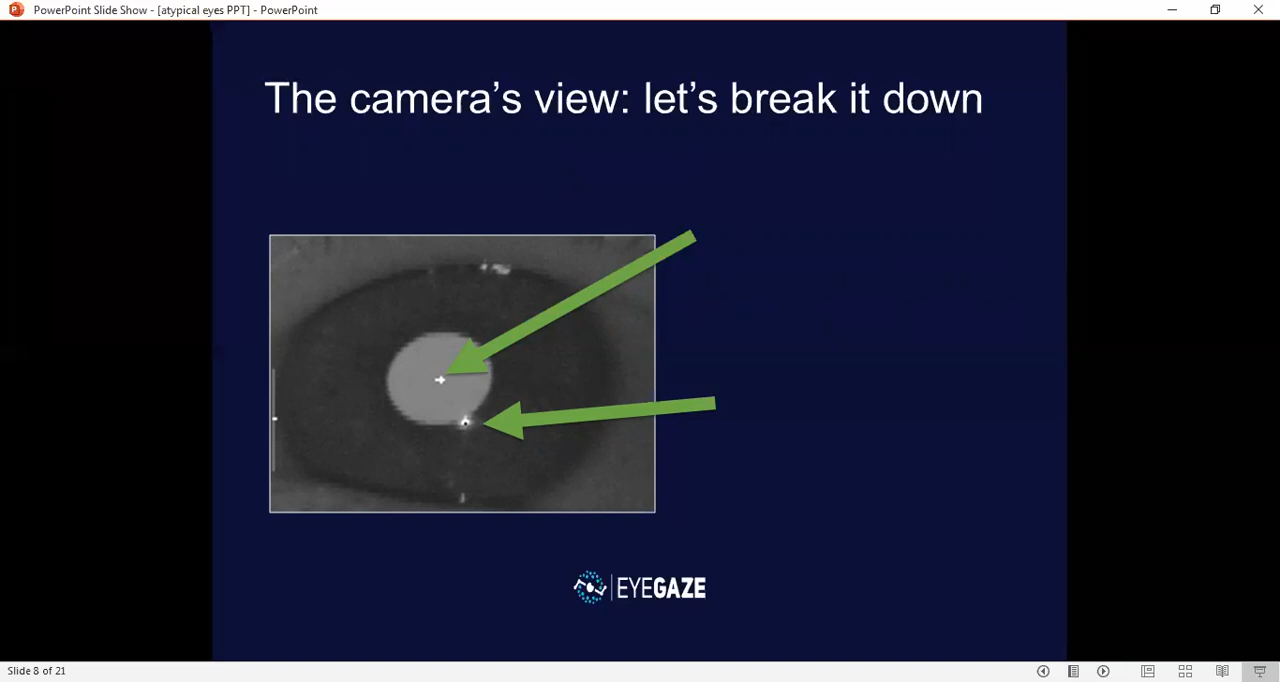 PowerPoint Slide Show - [atypical eyes PPT] - PowerPoint
The camera’s view: let’s break it down
EYEGAZE
Slide 8 of 21